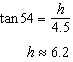 tan 54 = h/4.5
h ≈ 6.2